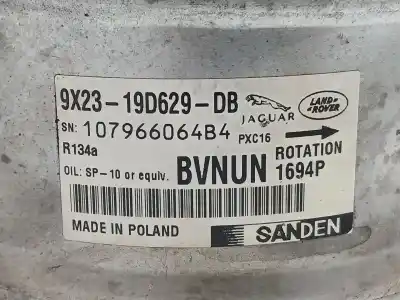 9X23-19D629-DB
JAGUAR
LAND ROVER
SN: 107966064B4
PXC16
R134a
ROTATION
OIL: SP-10 or equiv.
BVNUN
1694P
MADE IN POLAND
SANDEN